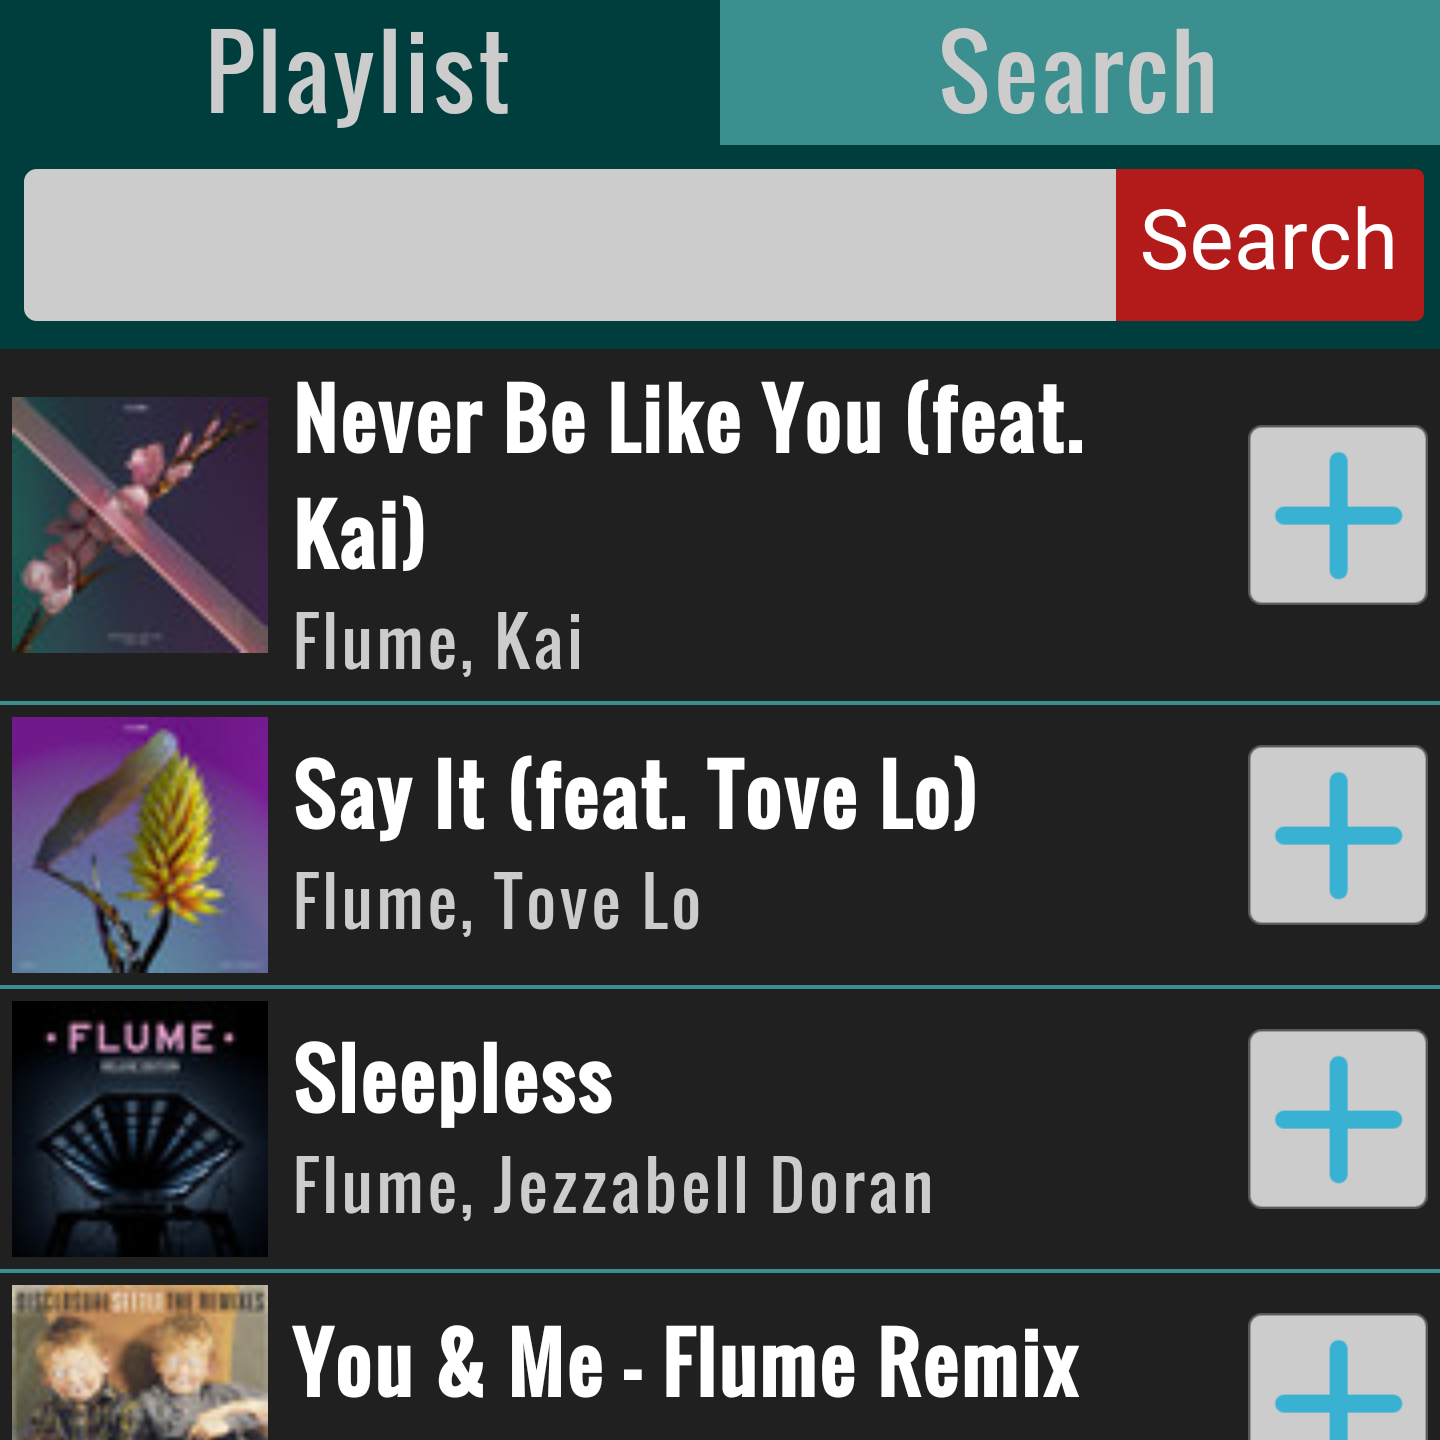 Playlist
Search
Search
Never Be Like You (feat.
Kai)
Flume, Kai
Say It (feat. Tove Lo)
Flume, Tove Lo
· FLUME ·
Sleepless
Flume, Jezzabell Doran
DISCLOSURE SETTLE THE REMIXES
You & Me - Flume Remix